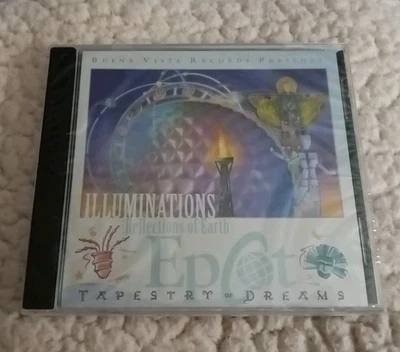 BUENA VISTA RECORDS PRESENTS
ILLUMINATIONS
Reflections of Earth
Epcot
TAPESTRY OF DREAMS